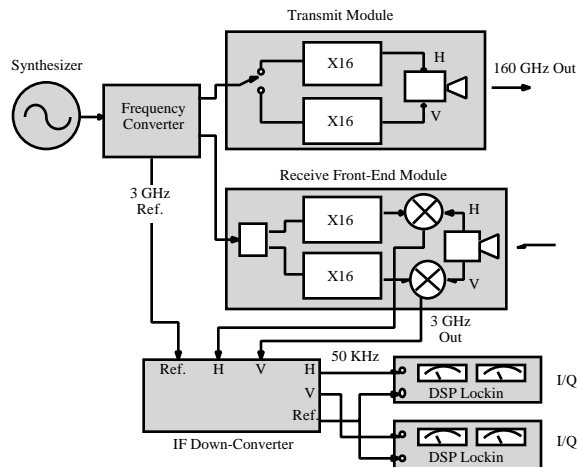 Transmit Module
Synthesizer
X16
H
160 GHz Out
Frequency
Converter
X16
V
3 GHz
Ref.
Receive Front-End Module
X16
H
X16
V
3 GHz
Out
50 KHz
Ref.
H
V
H
V
Ref.
I/Q
DSP Lockin
IF Down-Converter
I/Q
DSP Lockin